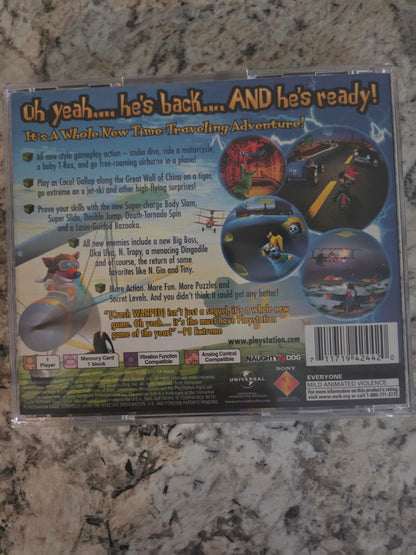 Oh yeah.... he's back.... AND he's ready!
It's A Whole New Time-Traveling Adventure!
All new-style gameplay action – scuba dive, ride a motorcycle,
a baby T-Rex, and go free-roaming airborne in a plane!
Play as Coco! Gallop along the Great Wall of China on a tiger,
go extreme on a jet-ski and other high-flying surprises!
Prove your skills with the new Super-charge Body Slam,
Super Slide, Double Jump, Death-Tornado Spin
and a Laser-Guided Bazooka.
All new enemies include a new Big Boss,
Uka Uka, N. Tropy, a menacing Dingodile
and of course, the return of some
favorites like N. Gin and Tiny.
More Action. More Fun. More Puzzles and
Secret Levels. And you didn't think it could get any better!
"Crash WARPED! isn't just a sequel; it's a whole new
game. Oh yeah... it's the must have Playstation
game of the year!" –PS Extreme
www.playstation.com
1
Player
Memory Card
1 block
Vibration Function
Compatible
Analog Control
Compatible
NAUGHTY DOG
UNIVERSAL
INTERACTIVE STUDIOS
SONY
7 11719 42442 0
EVERYONE
MILD ANIMATED VIOLENCE